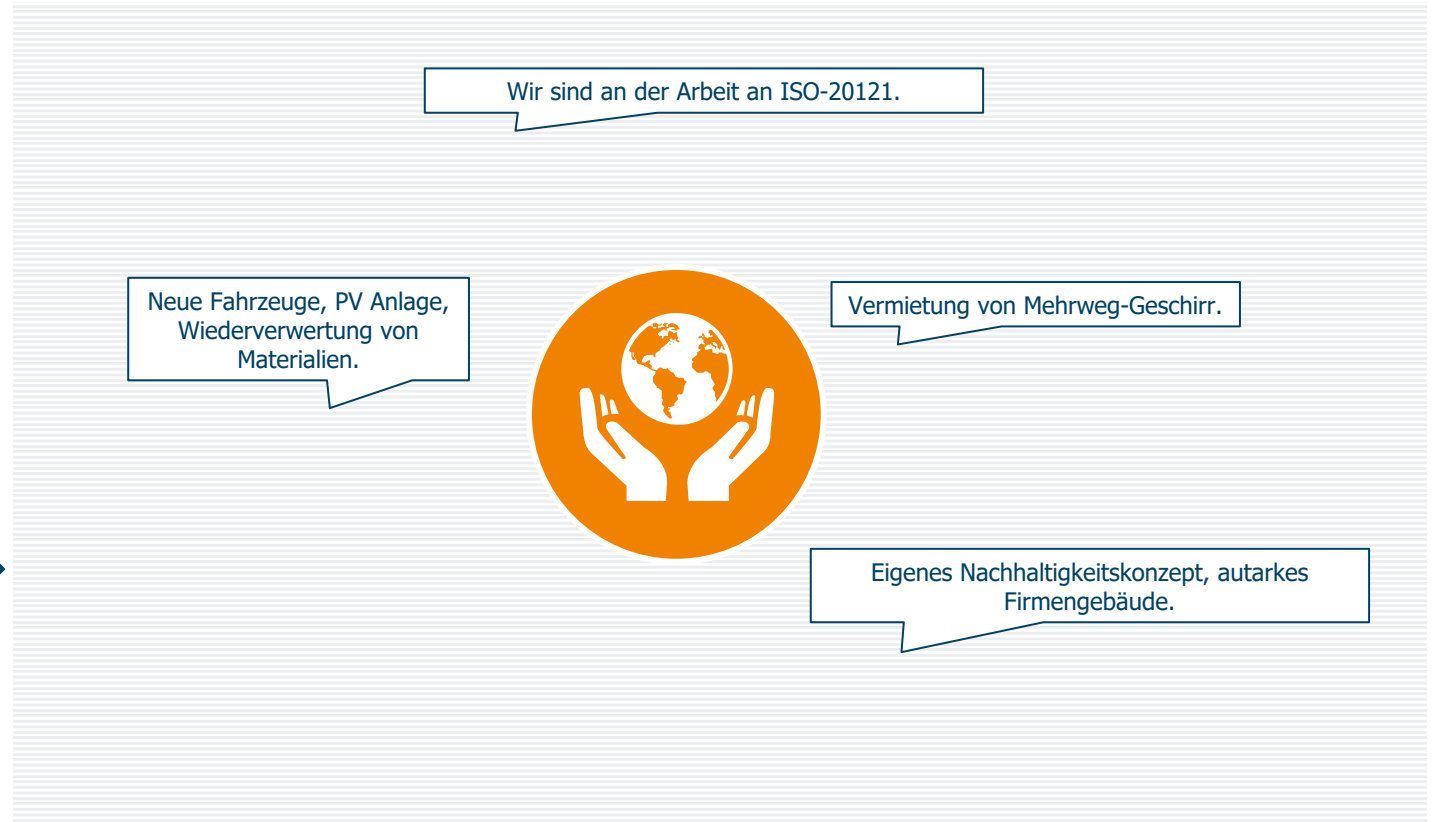 Wir sind an der Arbeit an ISO-20121.
Neue Fahrzeuge, PV Anlage,
Wiederverwertung von
Materialien.
Vermietung von Mehrweg-Geschirr.
Eigenes Nachhaltigkeitskonzept, autarkes
Firmengebäude.